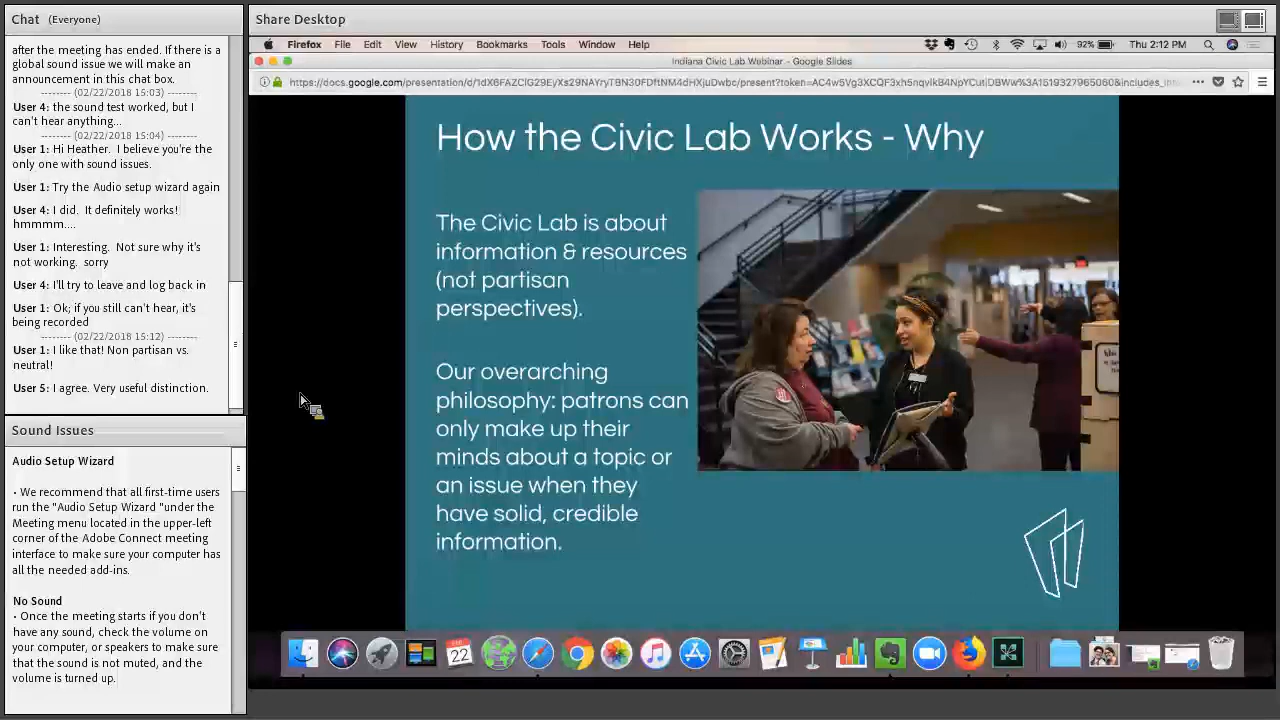 Chat (Everyone)
after the meeting has ended. If there is a
global sound issue we will make an
announcement in this chat box.
-------- (02/22/2018 15:03) --------
User 4: the sound test worked, but I
can't hear anything...
-------- (02/22/2018 15:04) --------
User 1: Hi Heather. I believe you're the
only one with sound issues.
User 1: Try the Audio setup wizard again
User 4: I did. It definitely works!
hmmmm....
User 1: Interesting. Not sure why it's
not working. sorry
User 4: I'll try to leave and log back in
User 1: Ok; if you still can't hear, it's
being recorded
-------- (02/22/2018 15:12) --------
User 1: I like that! Non partisan vs.
neutral!
User 5: I agree. Very useful distinction.
Sound Issues
Audio Setup Wizard
• We recommend that all first-time users
run the "Audio Setup Wizard "under the
Meeting menu located in the upper-left
corner of the Adobe Connect meeting
interface to make sure your computer has
all the needed add-ins.
No Sound
• Once the meeting starts if you don't
have any sound, check the volume on
your computer, or speakers to make sure
that the sound is not muted, and the
volume is turned up.
Share Desktop
Firefox File Edit View History Bookmarks Tools Window Help
92% Thu 2:12 PM
Indiana Civic Lab Webinar - Google Slides
How the Civic Lab Works - Why
The Civic Lab is about
information & resources
(not partisan
perspectives).
Our overarching
philosophy: patrons can
only make up their
minds about a topic or
an issue when they
have solid, credible
information.
22